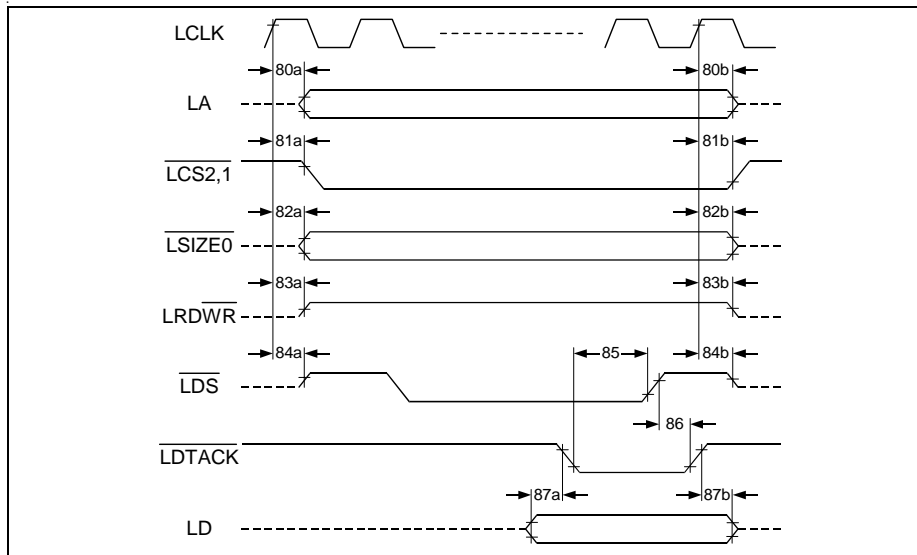 LCLK
80a 80b
LA
81a 81b
LCS2,1
82a 82b
LSIZE0
83a 83b
LRDWR
84a 85 84b
LDS
86
LDTACK
87a 87b
LD